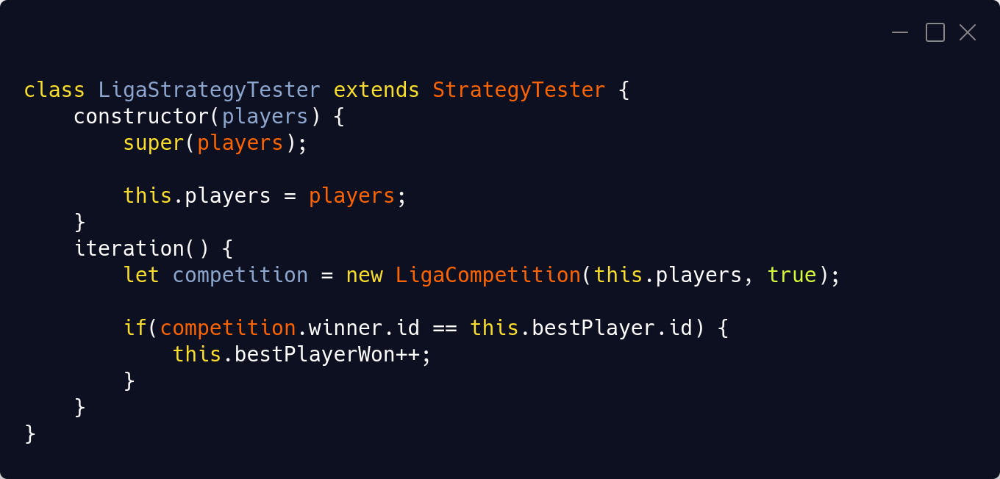 class LigaStrategyTester extends StrategyTester {
    constructor(players) {
        super(players);

        this.players = players;
    }
    iteration() {
        let competition = new LigaCompetition(this.players, true);

        if(competition.winner.id == this.bestPlayer.id) {
            this.bestPlayerWon++;
        }
    }
}